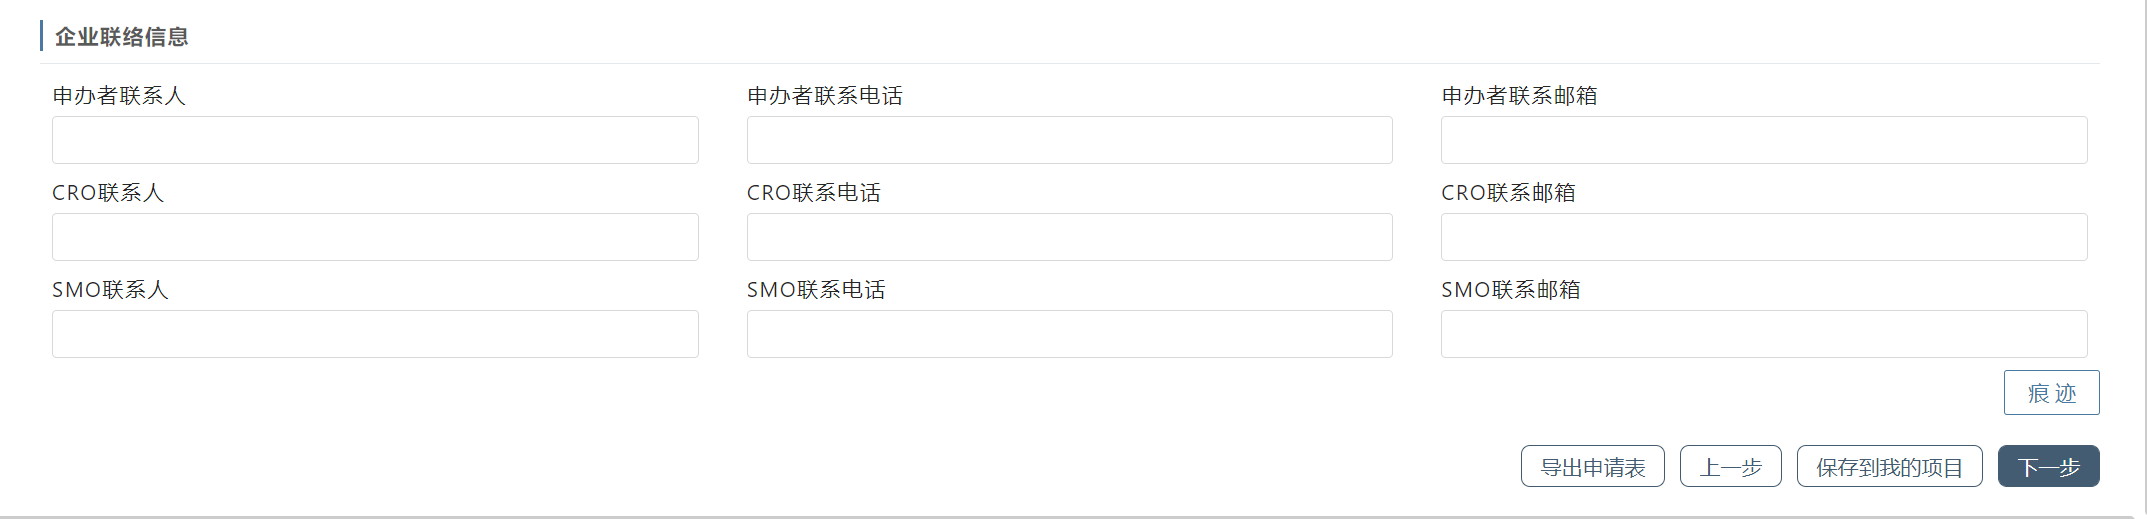 企业联络信息
申办者联系人 申办者联系电话 申办者联系邮箱
CRO联系人 CRO联系电话 CRO联系邮箱
SMO联系人 SMO联系电话 SMO联系邮箱
痕迹
导出申请表 上一步 保存到我的项目 下一步